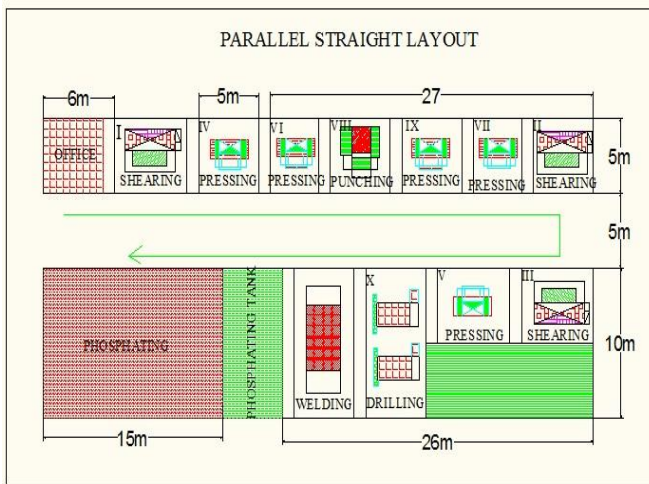 PARALLEL STRAIGHT LAYOUT
6m
5m
27
I
IV
VI
VIII
IX
VII
II
OFFICE
SHEARING
PRESSING
PRESSING
PUNCHING
PRESSING
PRESSING
SHEARING
5m
5m
PHOSPHATING
PHOSPHATING TANK
WELDING
X
DRILLING
V
PRESSING
III
SHEARING
10m
15m
26m